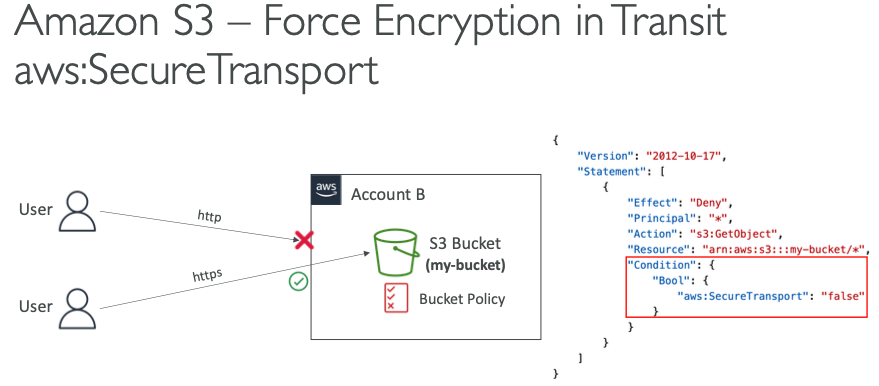 Amazon S3 – Force Encryption in Transit
aws:SecureTransport
User
http
aws
Account B
S3 Bucket
(my-bucket)
https
User
Bucket Policy
{
"Version": "2012-10-17",
"Statement": [
{
"Effect": "Deny",
"Principal": "*",
"Action": "s3:GetObject",
"Resource": "arn:aws:s3:::my-bucket/*",
"Condition": {
"Bool": {
"aws:SecureTransport": "false"
}
}
}
]
}